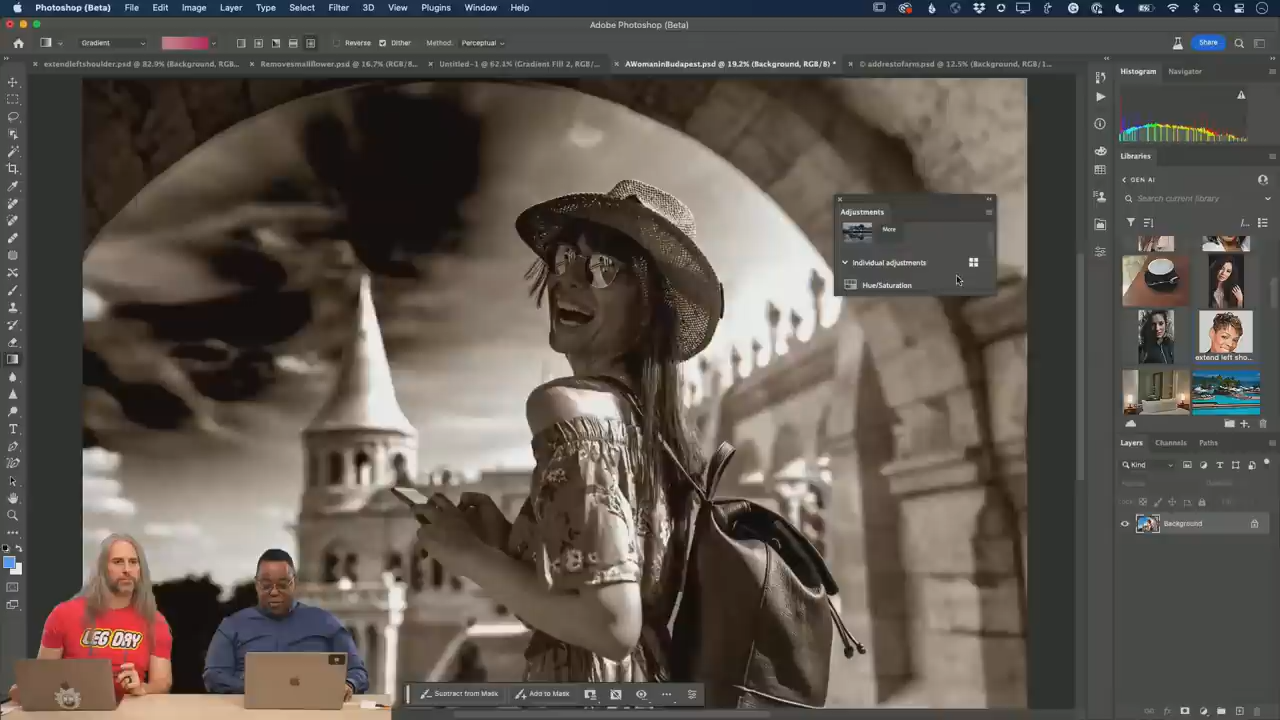 Photoshop (Beta) File Edit Image Layer Type Select Filter 3D View Plugins Window Help
Adobe Photoshop (Beta)
Gradient Reverse Dither Method: Perceptual Share
extendleftshoulder.psd @ 82.9% (Background, RGB... Removesmallflower.psd @ 16.7% (RGB/8... Untitled-1 @ 62.1% (Gradient Fill 2, RGB/... AWomaninBudapest.psd @ 19.2% (Background, RGB/8) * © addrestofarm.psd @ 12.5% (Background, RGB/1...
Histogram Navigator
Libraries
GEN AI
Search current library
Adjustments
More
Individual adjustments
Hue/Saturation
extend left sho...
Layers Channels Paths
Kind
Lock:
Background
LEG DAY
Subtract from Mask Add to Mask